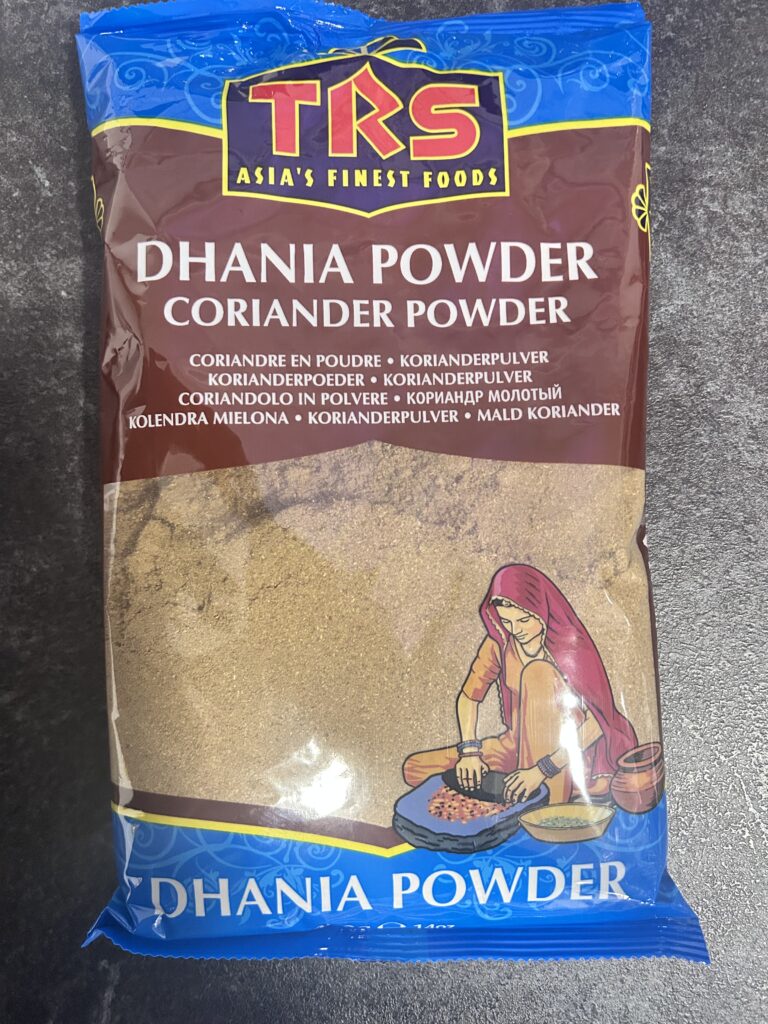 TRS
ASIA'S FINEST FOODS
DHANIA POWDER
CORIANDER POWDER
CORIANDRE EN POUDRE • KORIANDERPULVER
KORIANDERPOEDER • KORIANDERPULVER
CORIANDOLO IN POLVERE • КОРИАНДР МОЛОТЫЙ
KOLENDRA MIELONA • KORIANDERPULVER • MALD KORIANDER
DHANIA POWDER
14oz